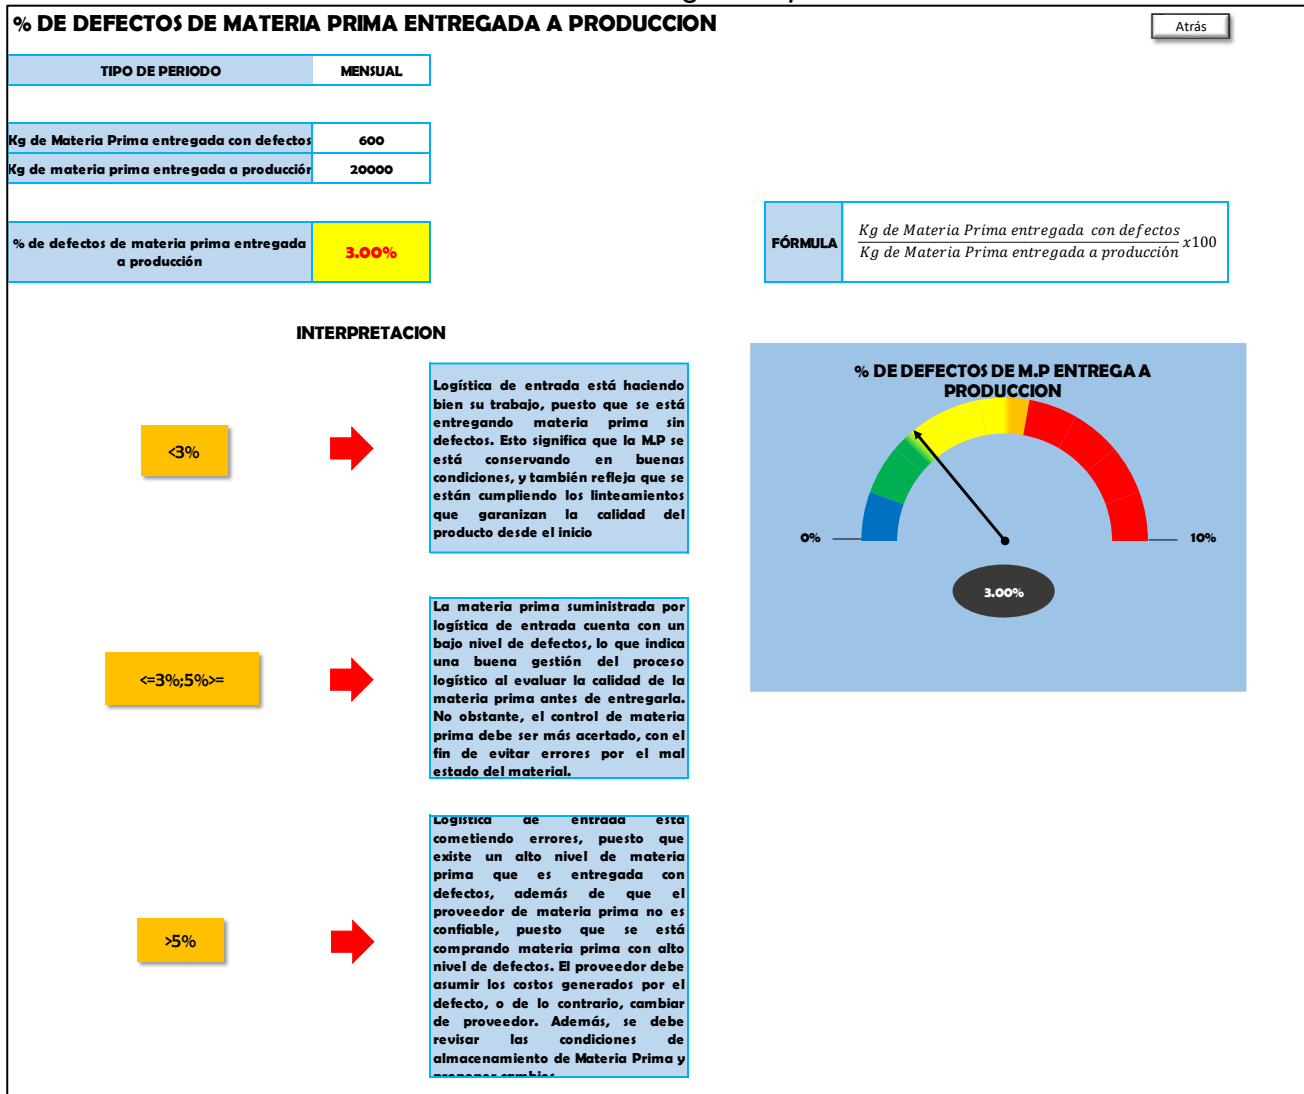 % DE DEFECTOS DE MATERIA PRIMA ENTREGADA A PRODUCCION
Atrás
TIPO DE PERIODO MENSUAL
Kg de Materia Prima entregada con defectos 600
Kg de materia prima entregada a producción 20000
% de defectos de materia prima entregada
a producción
3.00%
FÓRMULA
Kg de Materia Prima entregada con defectos
Kg de Materia Prima entregada a producción
x100
INTERPRETACION
<3%
Logística de entrada está haciendo
bien su trabajo, puesto que se está
entregando materia prima sin
defectos. Esto significa que la M.P se
está conservando en buenas
condiciones, y también refleja que se
están cumpliendo los linteamientos
que garanizan la calidad del
producto desde el inicio
% DE DEFECTOS DE M.P ENTREGA A
PRODUCCION
0%
10%
3.00%
<=3%;5%>=
La materia prima suministrada por
logística de entrada cuenta con un
bajo nivel de defectos, lo que indica
una buena gestión del proceso
logístico al evaluar la calidad de la
materia prima antes de entregarla.
No obstante, el control de materia
prima debe ser más acertado, con el
fin de evitar errores por el mal
estado del material.
>5%
Logística de entrada está
cometiendo errores, puesto que
existe un alto nivel de materia
prima que es entregada con
defectos, además de que el
proveedor de materia prima no es
confiable, puesto que se está
comprando materia prima con alto
nivel de defectos. El proveedor debe
asumir los costos generados por el
defecto, o de lo contrario, cambiar
de proveedor. Además, se debe
revisar las condiciones de
almacenamiento de Materia Prima y
proponer cambios